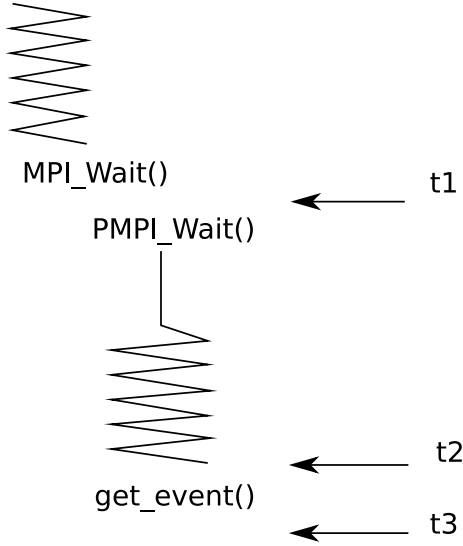 MPI_Wait()
t1
PMPI_Wait()
t2
get_event()
t3